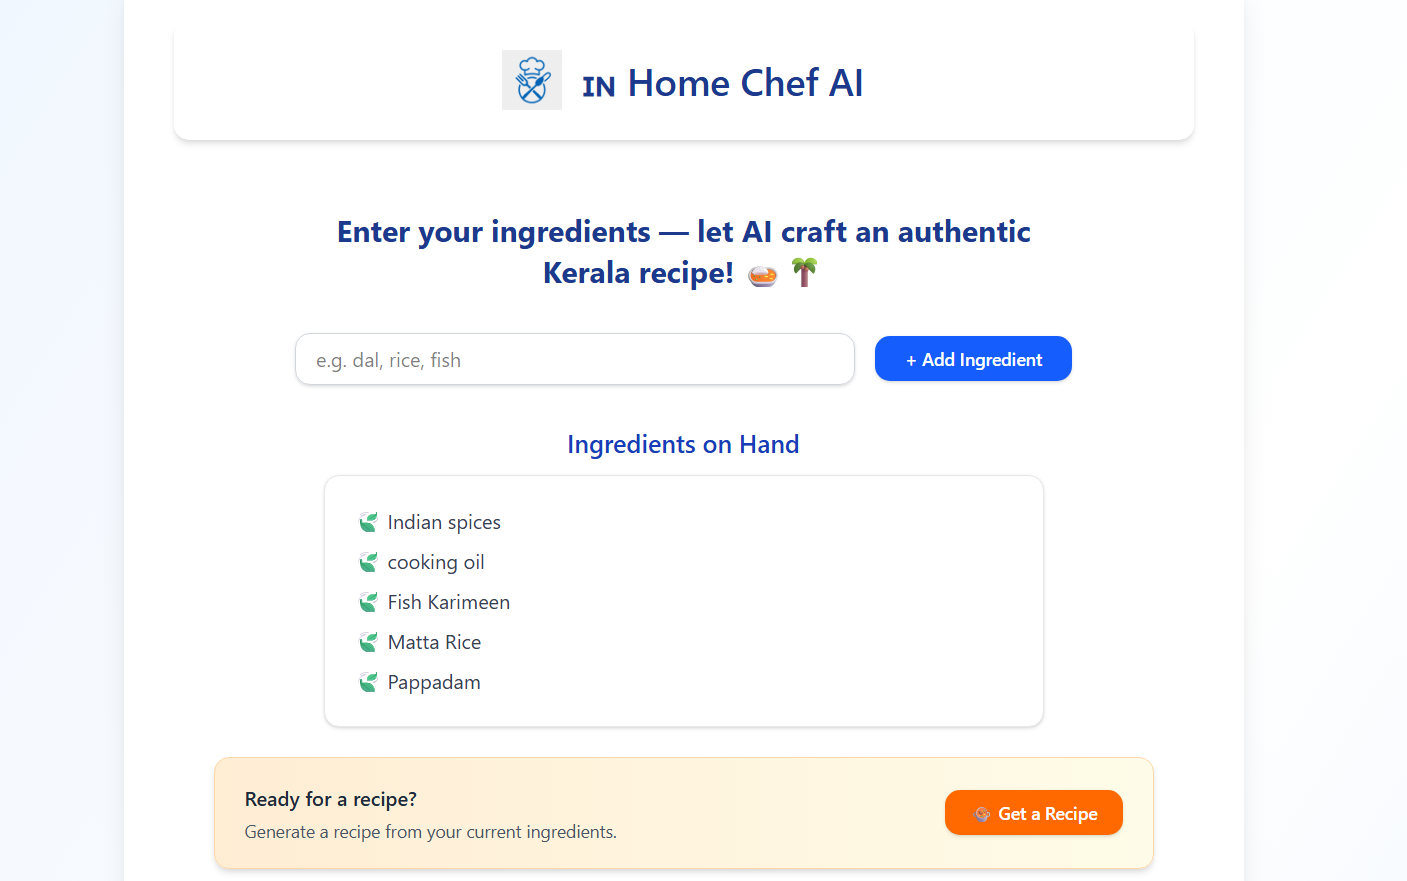 ɪɴ Home Chef AI
Enter your ingredients — let AI craft an authentic
Kerala recipe! 🍛 🌴
e.g. dal, rice, fish
+ Add Ingredient
Ingredients on Hand
🍃 Indian spices
🍃 cooking oil
🍃 Fish Karimeen
🍃 Matta Rice
🍃 Pappadam
Ready for a recipe?
Generate a recipe from your current ingredients.
🍲 Get a Recipe